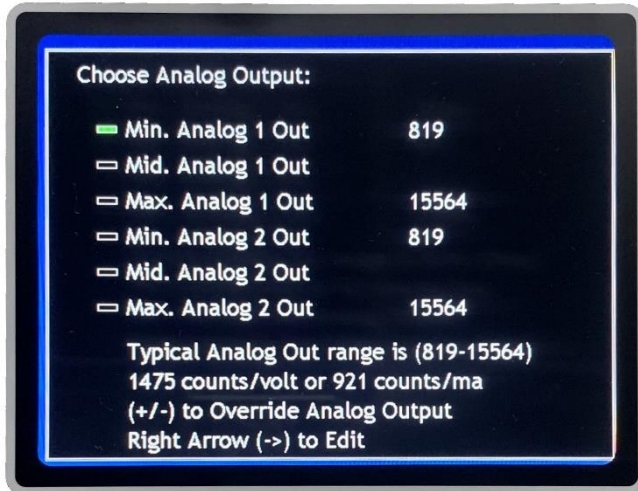 Choose Analog Output:
Min. Analog 1 Out 819
Mid. Analog 1 Out
Max. Analog 1 Out 15564
Min. Analog 2 Out 819
Mid. Analog 2 Out
Max. Analog 2 Out 15564
Typical Analog Out range is (819-15564)
1475 counts/volt or 921 counts/ma
(+/-) to Override Analog Output
Right Arrow (->) to Edit